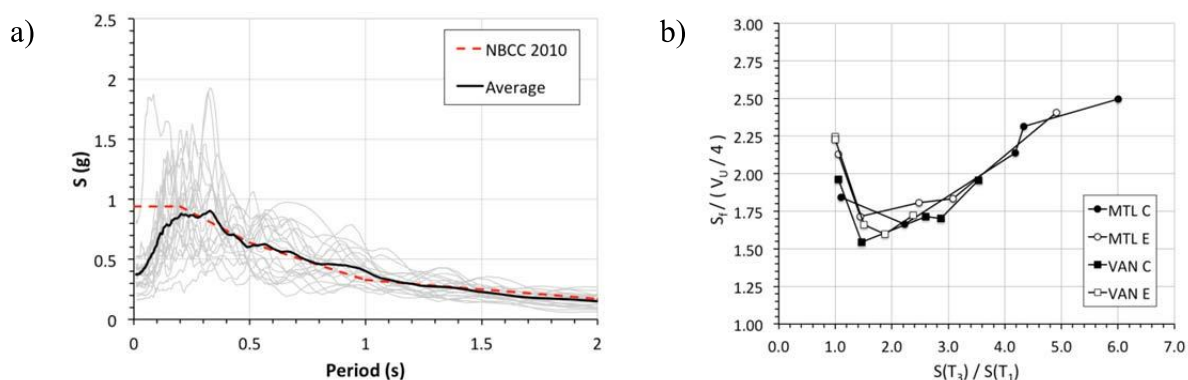 a)
2.5
2
1.5
1
0.5
0
S (g)
0
0.5
1
1.5
2
Period (s)
NBCC 2010
Average
b)
3.00
2.75
2.50
2.25
2.00
1.75
1.50
1.25
1.00
S_f / ( V_U / 4 )
0.0 1.0 2.0 3.0 4.0 5.0 6.0 7.0
S(T_3) / S(T_1)
MTL C
MTL E
VAN C
VAN E